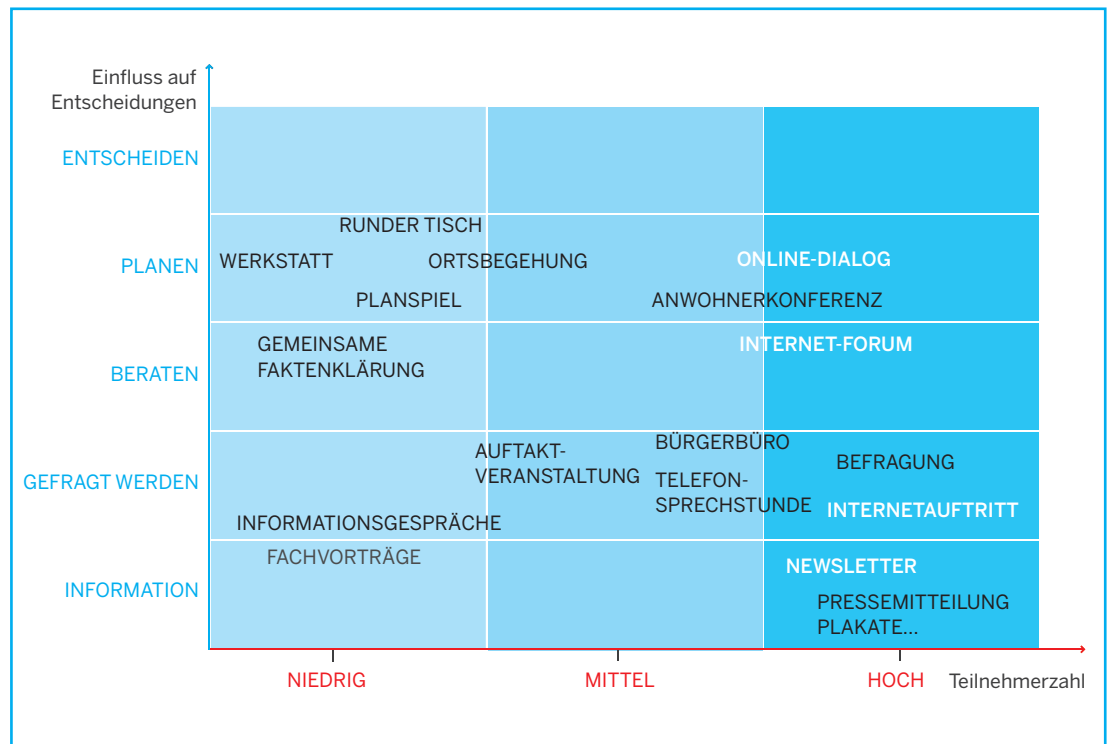 Einfluss auf
Entscheidungen
ENTSCHEIDEN
RUNDER TISCH
PLANEN
WERKSTATT
ORTSBEGEHUNG
ONLINE-DIALOG
PLANSPIEL
ANWOHNERKONFERENZ
BERATEN
GEMEINSAME
FAKTENKLÄRUNG
INTERNET-FORUM
GEFRAGT WERDEN
AUFTAKT-
VERANSTALTUNG
BÜRGERBÜRO
TELEFON-
SPRECHSTUNDE
BEFRAGUNG
INTERNETAUFTRITT
INFORMATIONSGESPRÄCHE
INFORMATION
FACHVORTRÄGE
NEWSLETTER
PRESSEMITTEILUNG
PLAKATE...
NIEDRIG
MITTEL
HOCH
Teilnehmerzahl